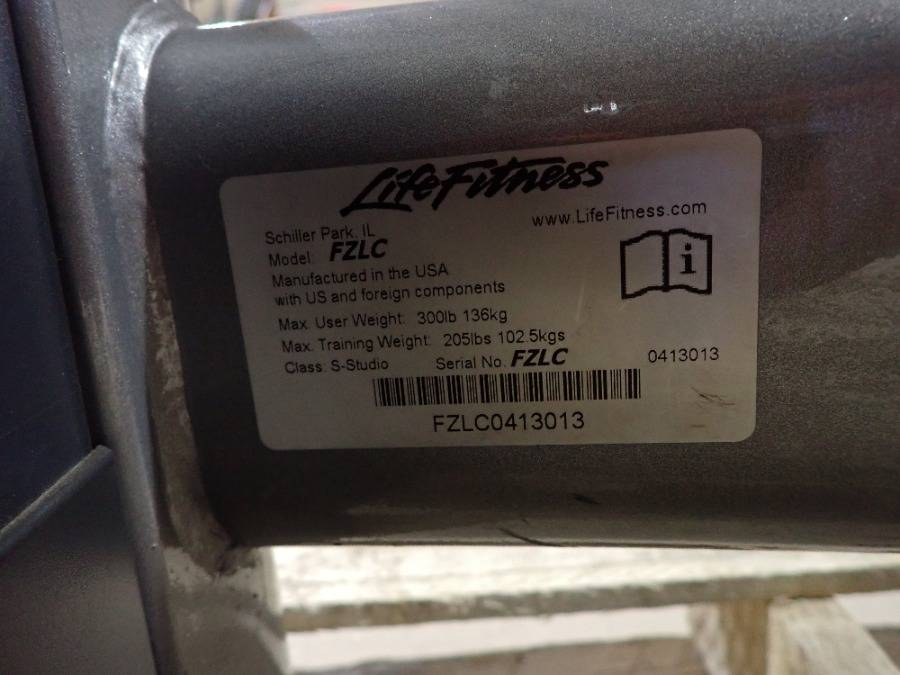 LifeFitness
www.LifeFitness.com
Schiller Park, IL
Model: FZLC
Manufactured in the USA
with US and foreign components
Max. User Weight: 300lb 136kg
Max. Training Weight: 205lbs 102.5kgs
Class: S-Studio Serial No. FZLC 0413013
FZLC0413013